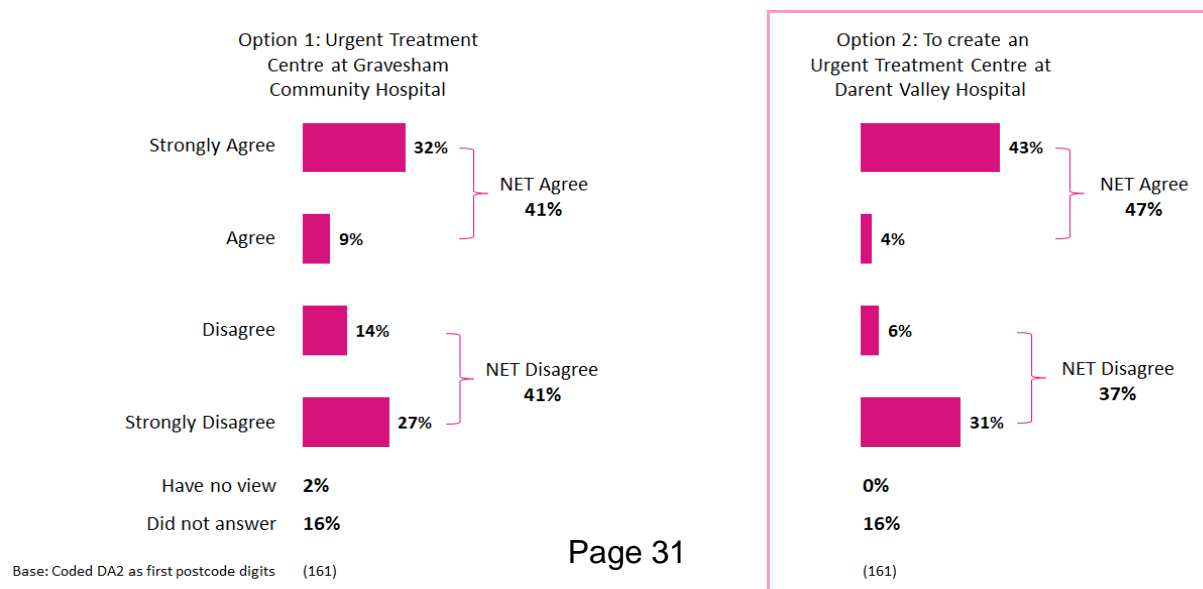 Option 1: Urgent Treatment
Centre at Gravesham
Community Hospital
Strongly Agree 32%
NET Agree
41%
Agree 9%
Disagree 14%
NET Disagree
41%
Strongly Disagree 27%
Have no view 2%
Did not answer 16%
Base: Coded DA2 as first postcode digits (161)
Option 2: To create an
Urgent Treatment Centre at
Darent Valley Hospital
43%
NET Agree
47%
4%
6%
NET Disagree
37%
31%
0%
16%
(161)
Page 31